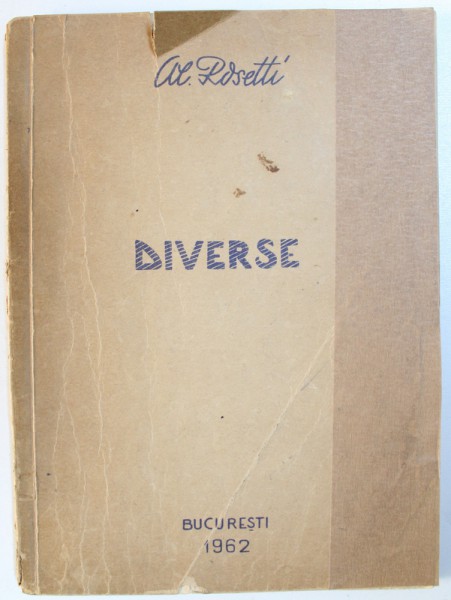 Al. Rosetti
DIVERSE
BUCUREȘTI
1962